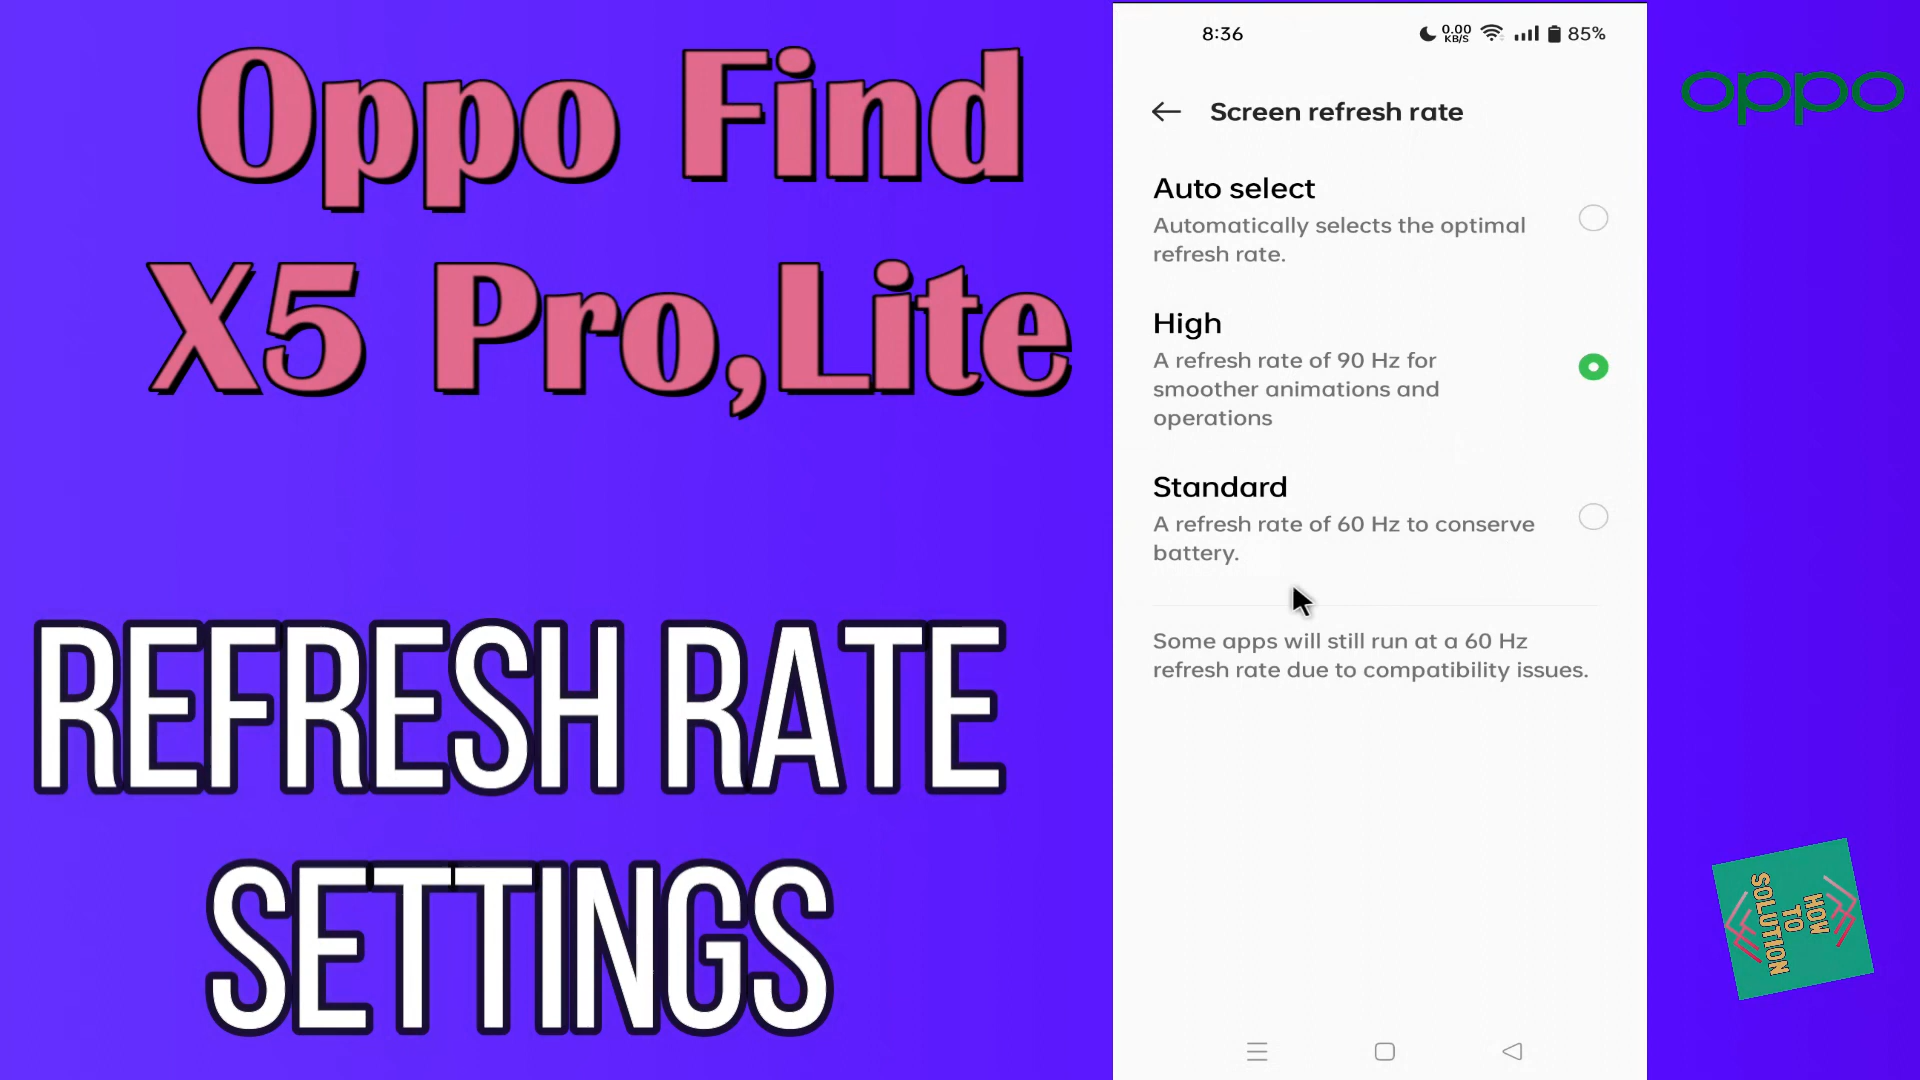 Oppo Find
X5 Pro,Lite
REFRESH RATE
SETTINGS
8:36
0.00
KB/S
85%
Screen refresh rate
Auto select
Automatically selects the optimal
refresh rate.
High
A refresh rate of 90 Hz for
smoother animations and
operations
Standard
A refresh rate of 60 Hz to conserve
battery.
Some apps will still run at a 60 Hz
refresh rate due to compatibility issues.
oppo
HOW
TO
SOLUTION